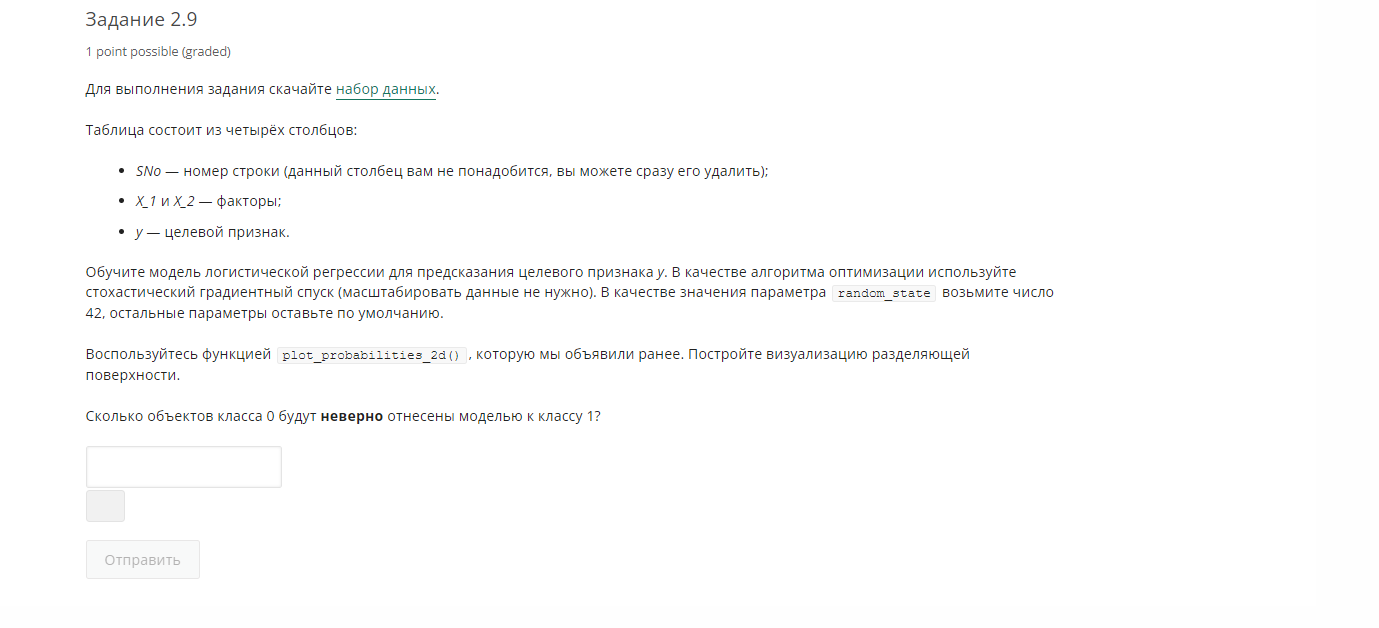 Задание 2.9
1 point possible (graded)
Для выполнения задания скачайте набор данных.
Таблица состоит из четырёх столбцов:
• SNo — номер строки (данный столбец вам не понадобится, вы можете сразу его удалить);
• X_1 и X_2 — факторы;
• y — целевой признак.
Обучите модель логистической регрессии для предсказания целевого признака y. В качестве алгоритма оптимизации используйте
стохастический градиентный спуск (масштабировать данные не нужно). В качестве значения параметра random_state возьмите число
42, остальные параметры оставьте по умолчанию.
Воспользуйтесь функцией plot_probabilities_2d() , которую мы объявили ранее. Постройте визуализацию разделяющей
поверхности.
Сколько объектов класса 0 будут неверно отнесены моделью к классу 1?
Отправить